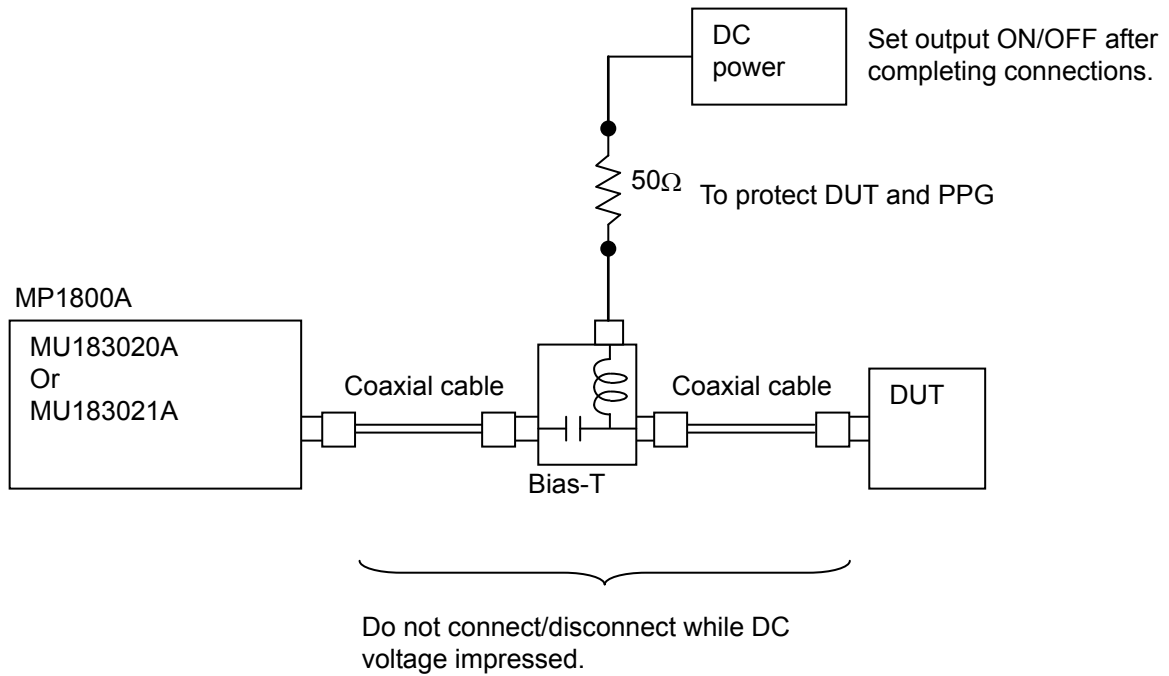 DC
power
Set output ON/OFF after
completing connections.
50Ω
To protect DUT and PPG
MP1800A
MU183020A
Or
MU183021A
Coaxial cable
Coaxial cable
DUT
Bias-T
Do not connect/disconnect while DC
voltage impressed.